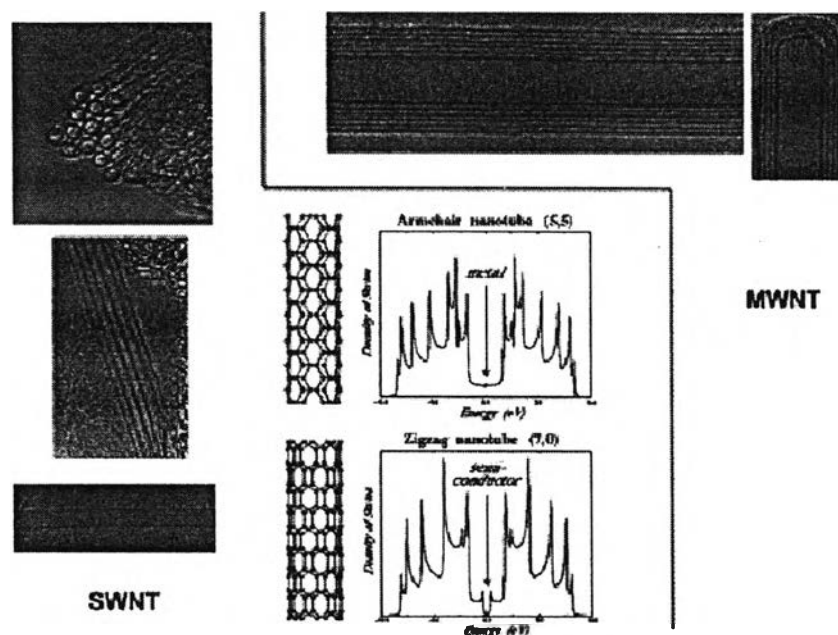 Armchair nanotube (5,5)
metal
Density of States
Energy (eV)
MWNT
Zigzag nanotube (7,0)
semi-
conductor
Density of States
Energy (eV)
SWNT